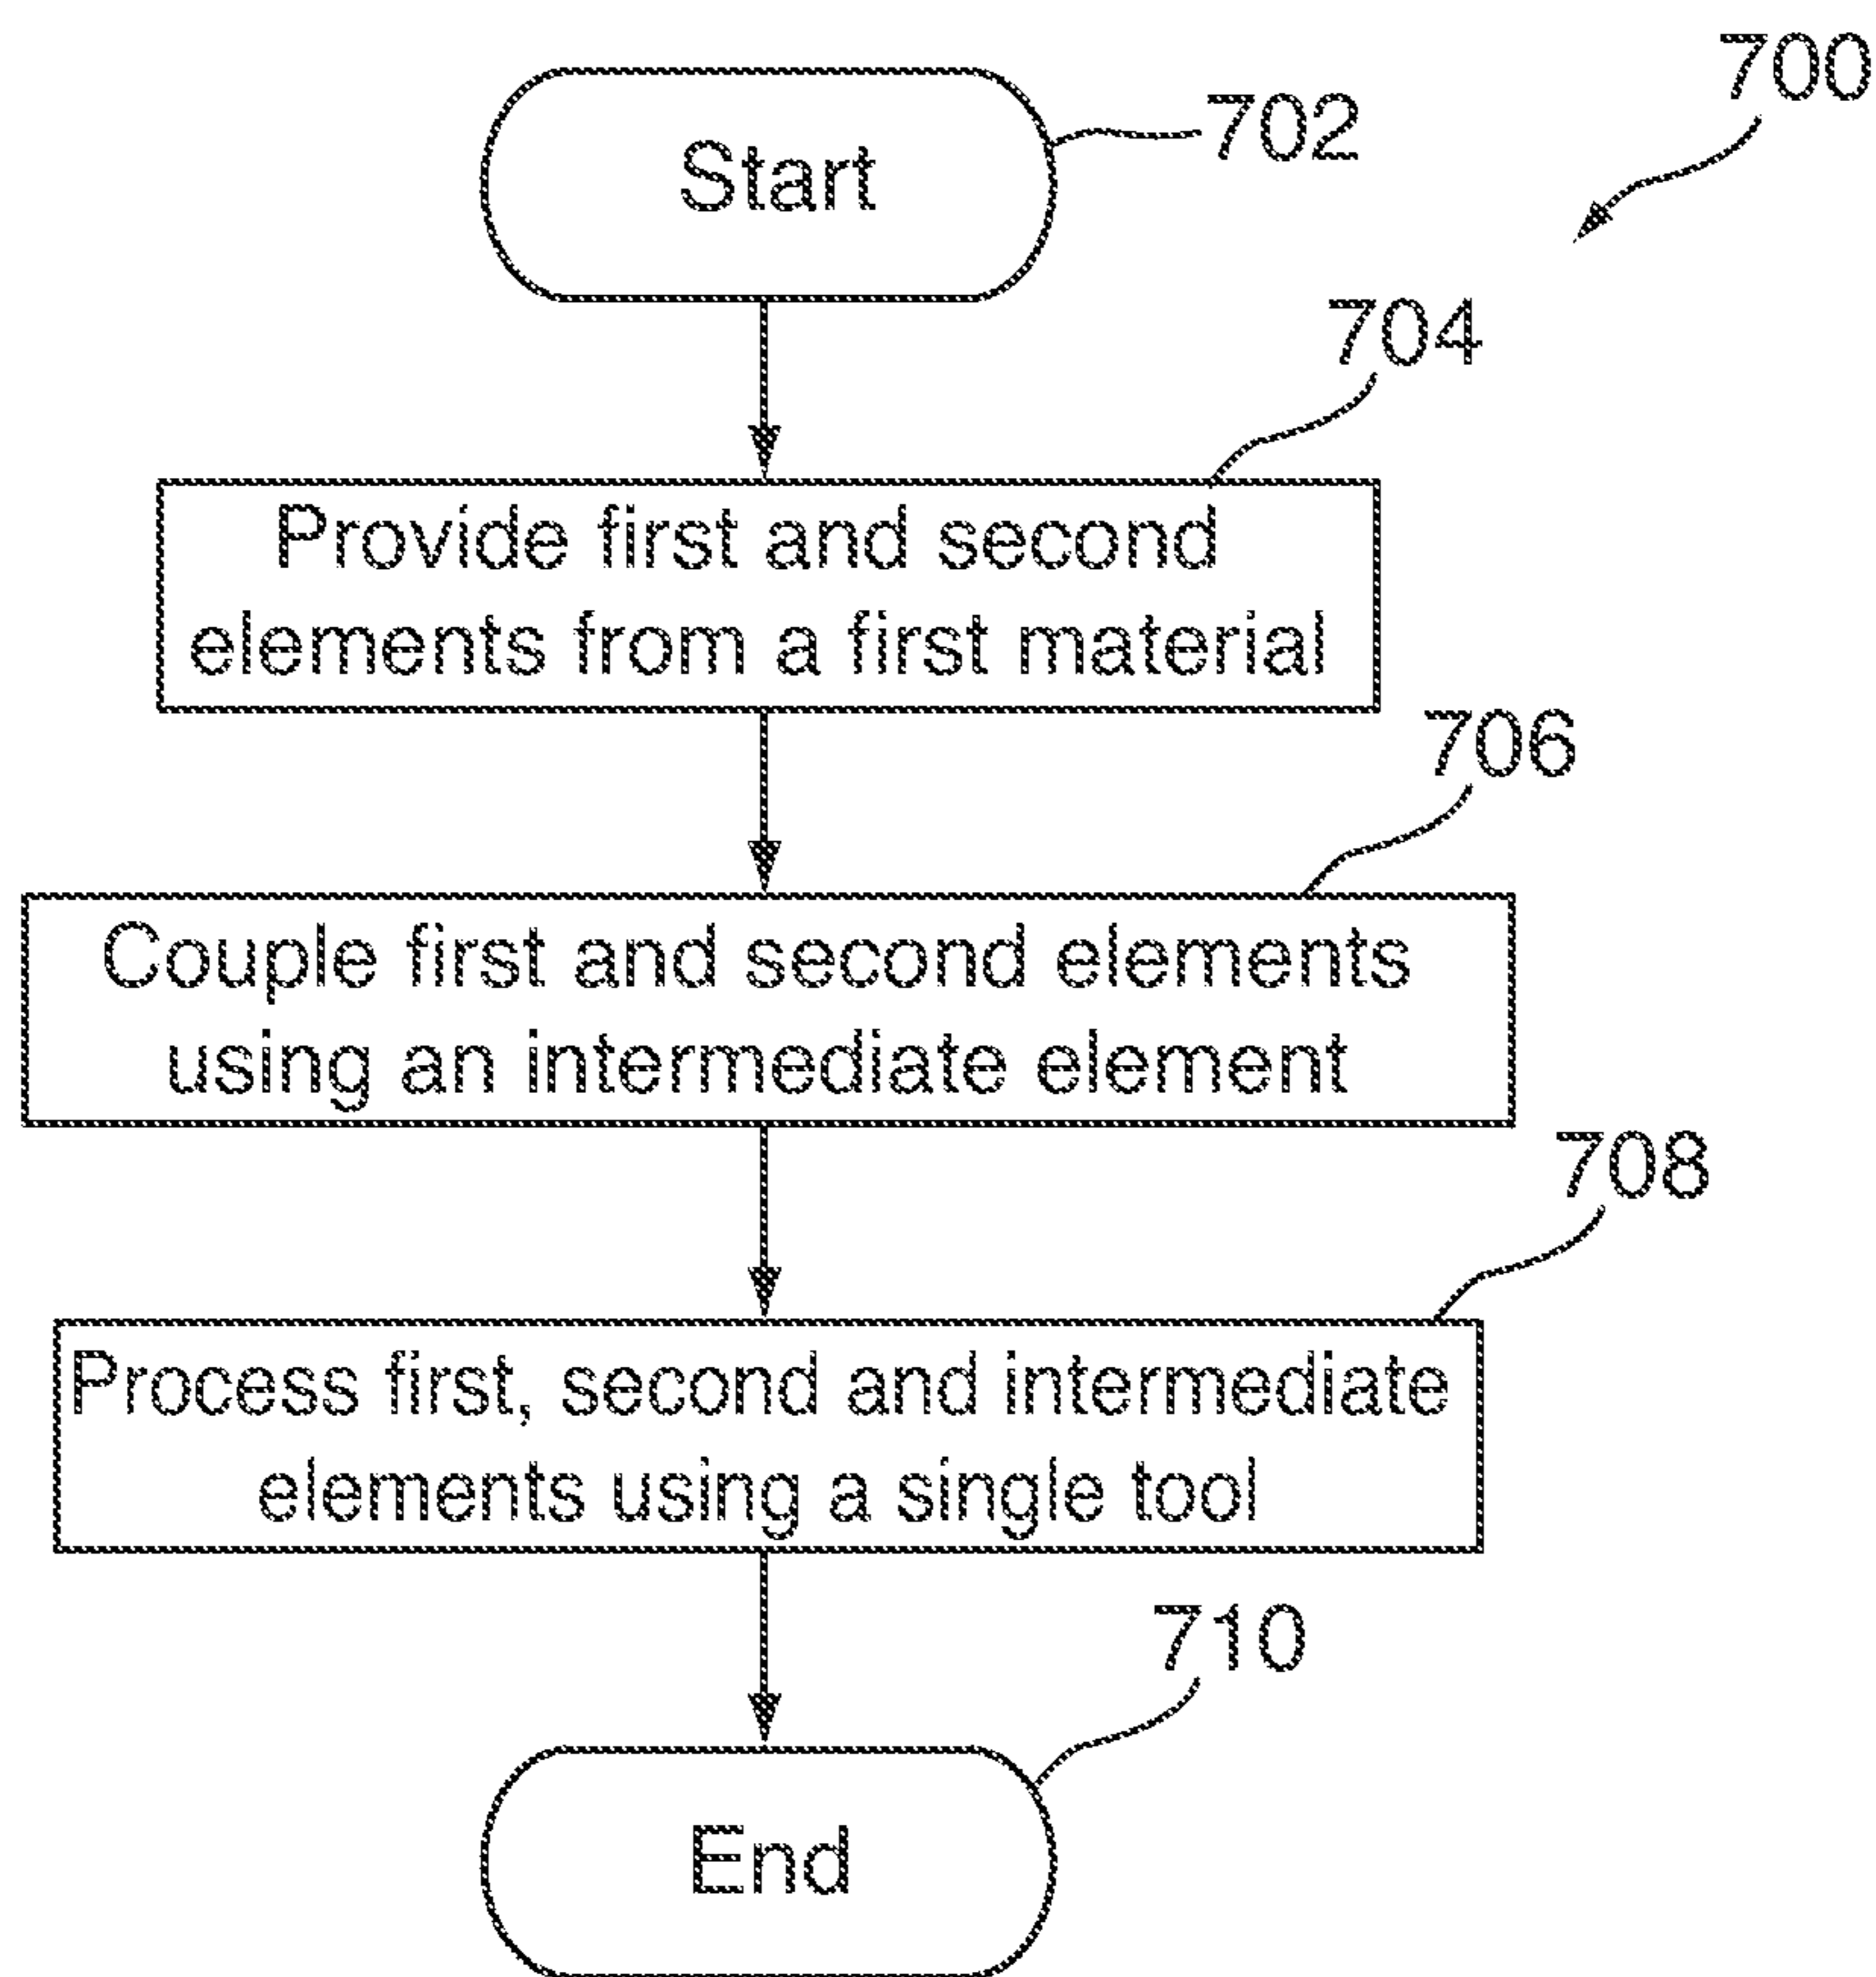 700
Start
702
704
Provide first and second
elements from a first material
706
Couple first and second elements
using an intermediate element
708
Process first, second and intermediate
elements using a single tool
710
End